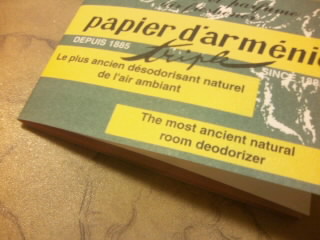 papier d'arménie
triple
DEPUIS 1885
SINCE 1885
Le plus ancien désodorisant naturel
de l'air ambiant
The most ancient natural
room deodorizer